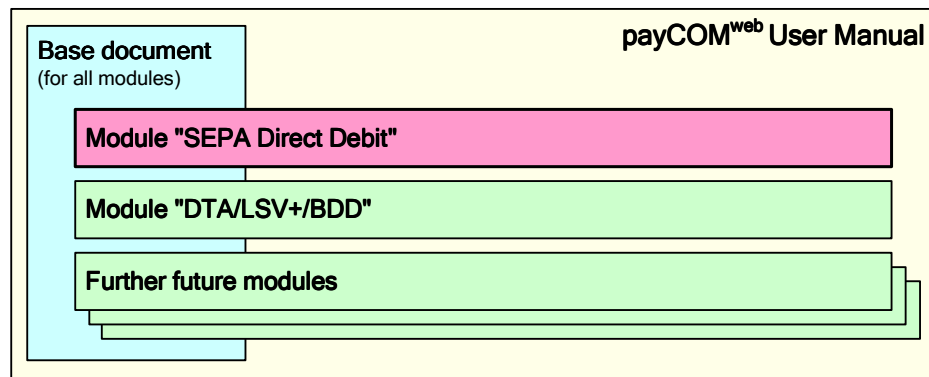 payCOMweb User Manual
Base document
(for all modules)
Module "SEPA Direct Debit"
Module "DTA/LSV+/BDD"
Further future modules